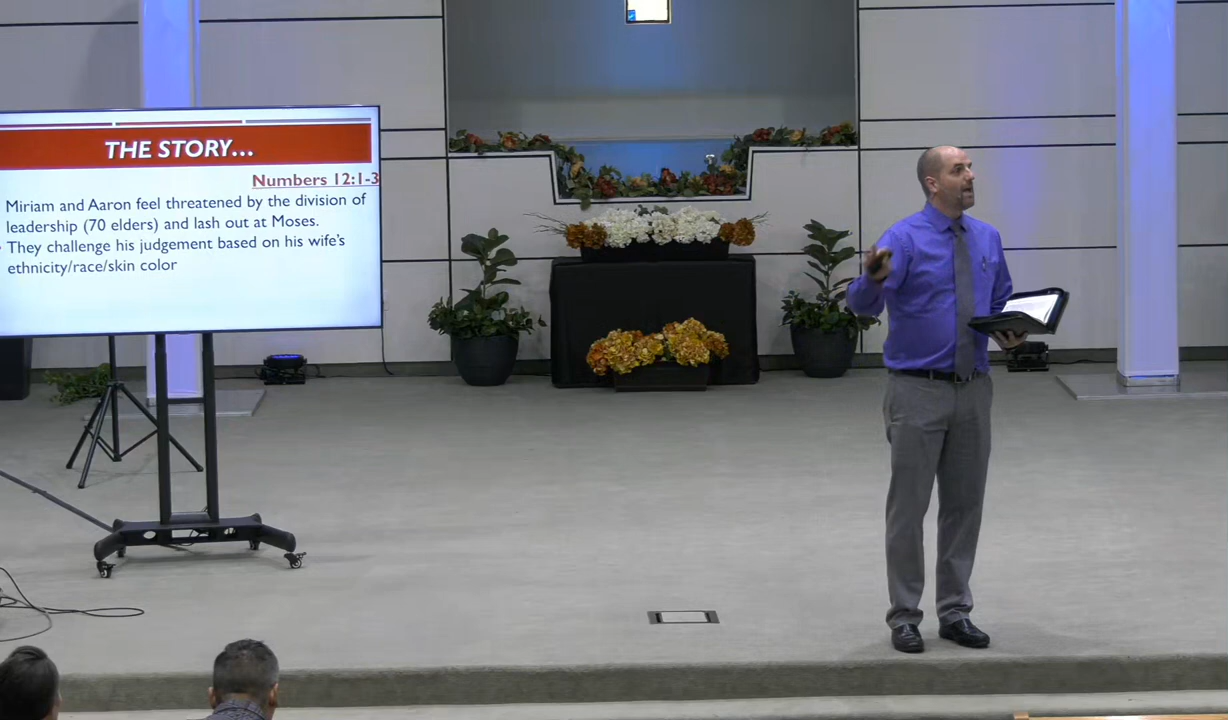 THE STORY...
Numbers 12:1-3
Miriam and Aaron feel threatened by the division of
leadership (70 elders) and lash out at Moses.
They challenge his judgement based on his wife's
ethnicity/race/skin color